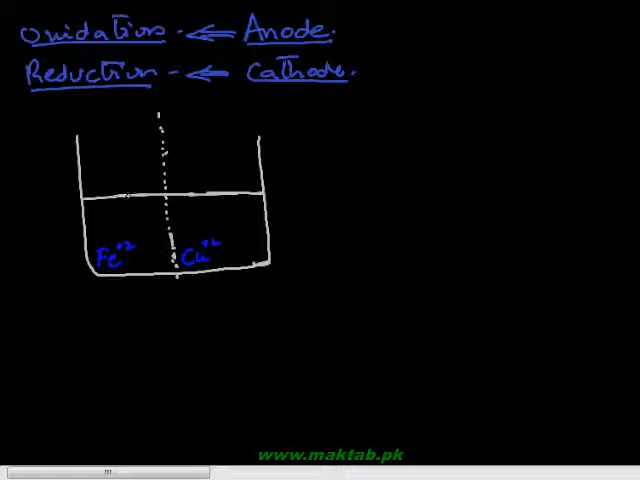 Oxidation ⇐ Anode.
Reduction ⇐ Cathode.
Fe+2 Cu+2
www.maktab.pk